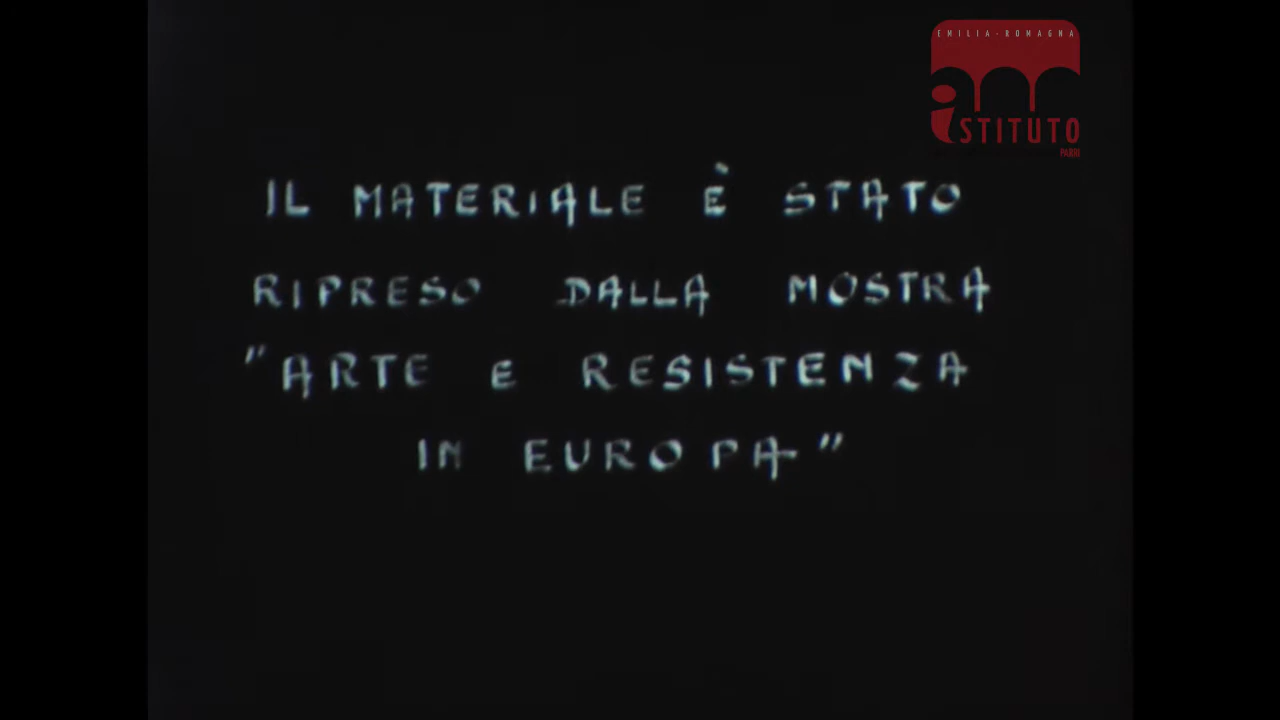 EMILIA-ROMAGNA
iSTITUTO
PARRI
IL MATERIALE È STATO
RIPRESO DALLA MOSTRA
"ARTE E RESISTENZA
IN EUROPA"